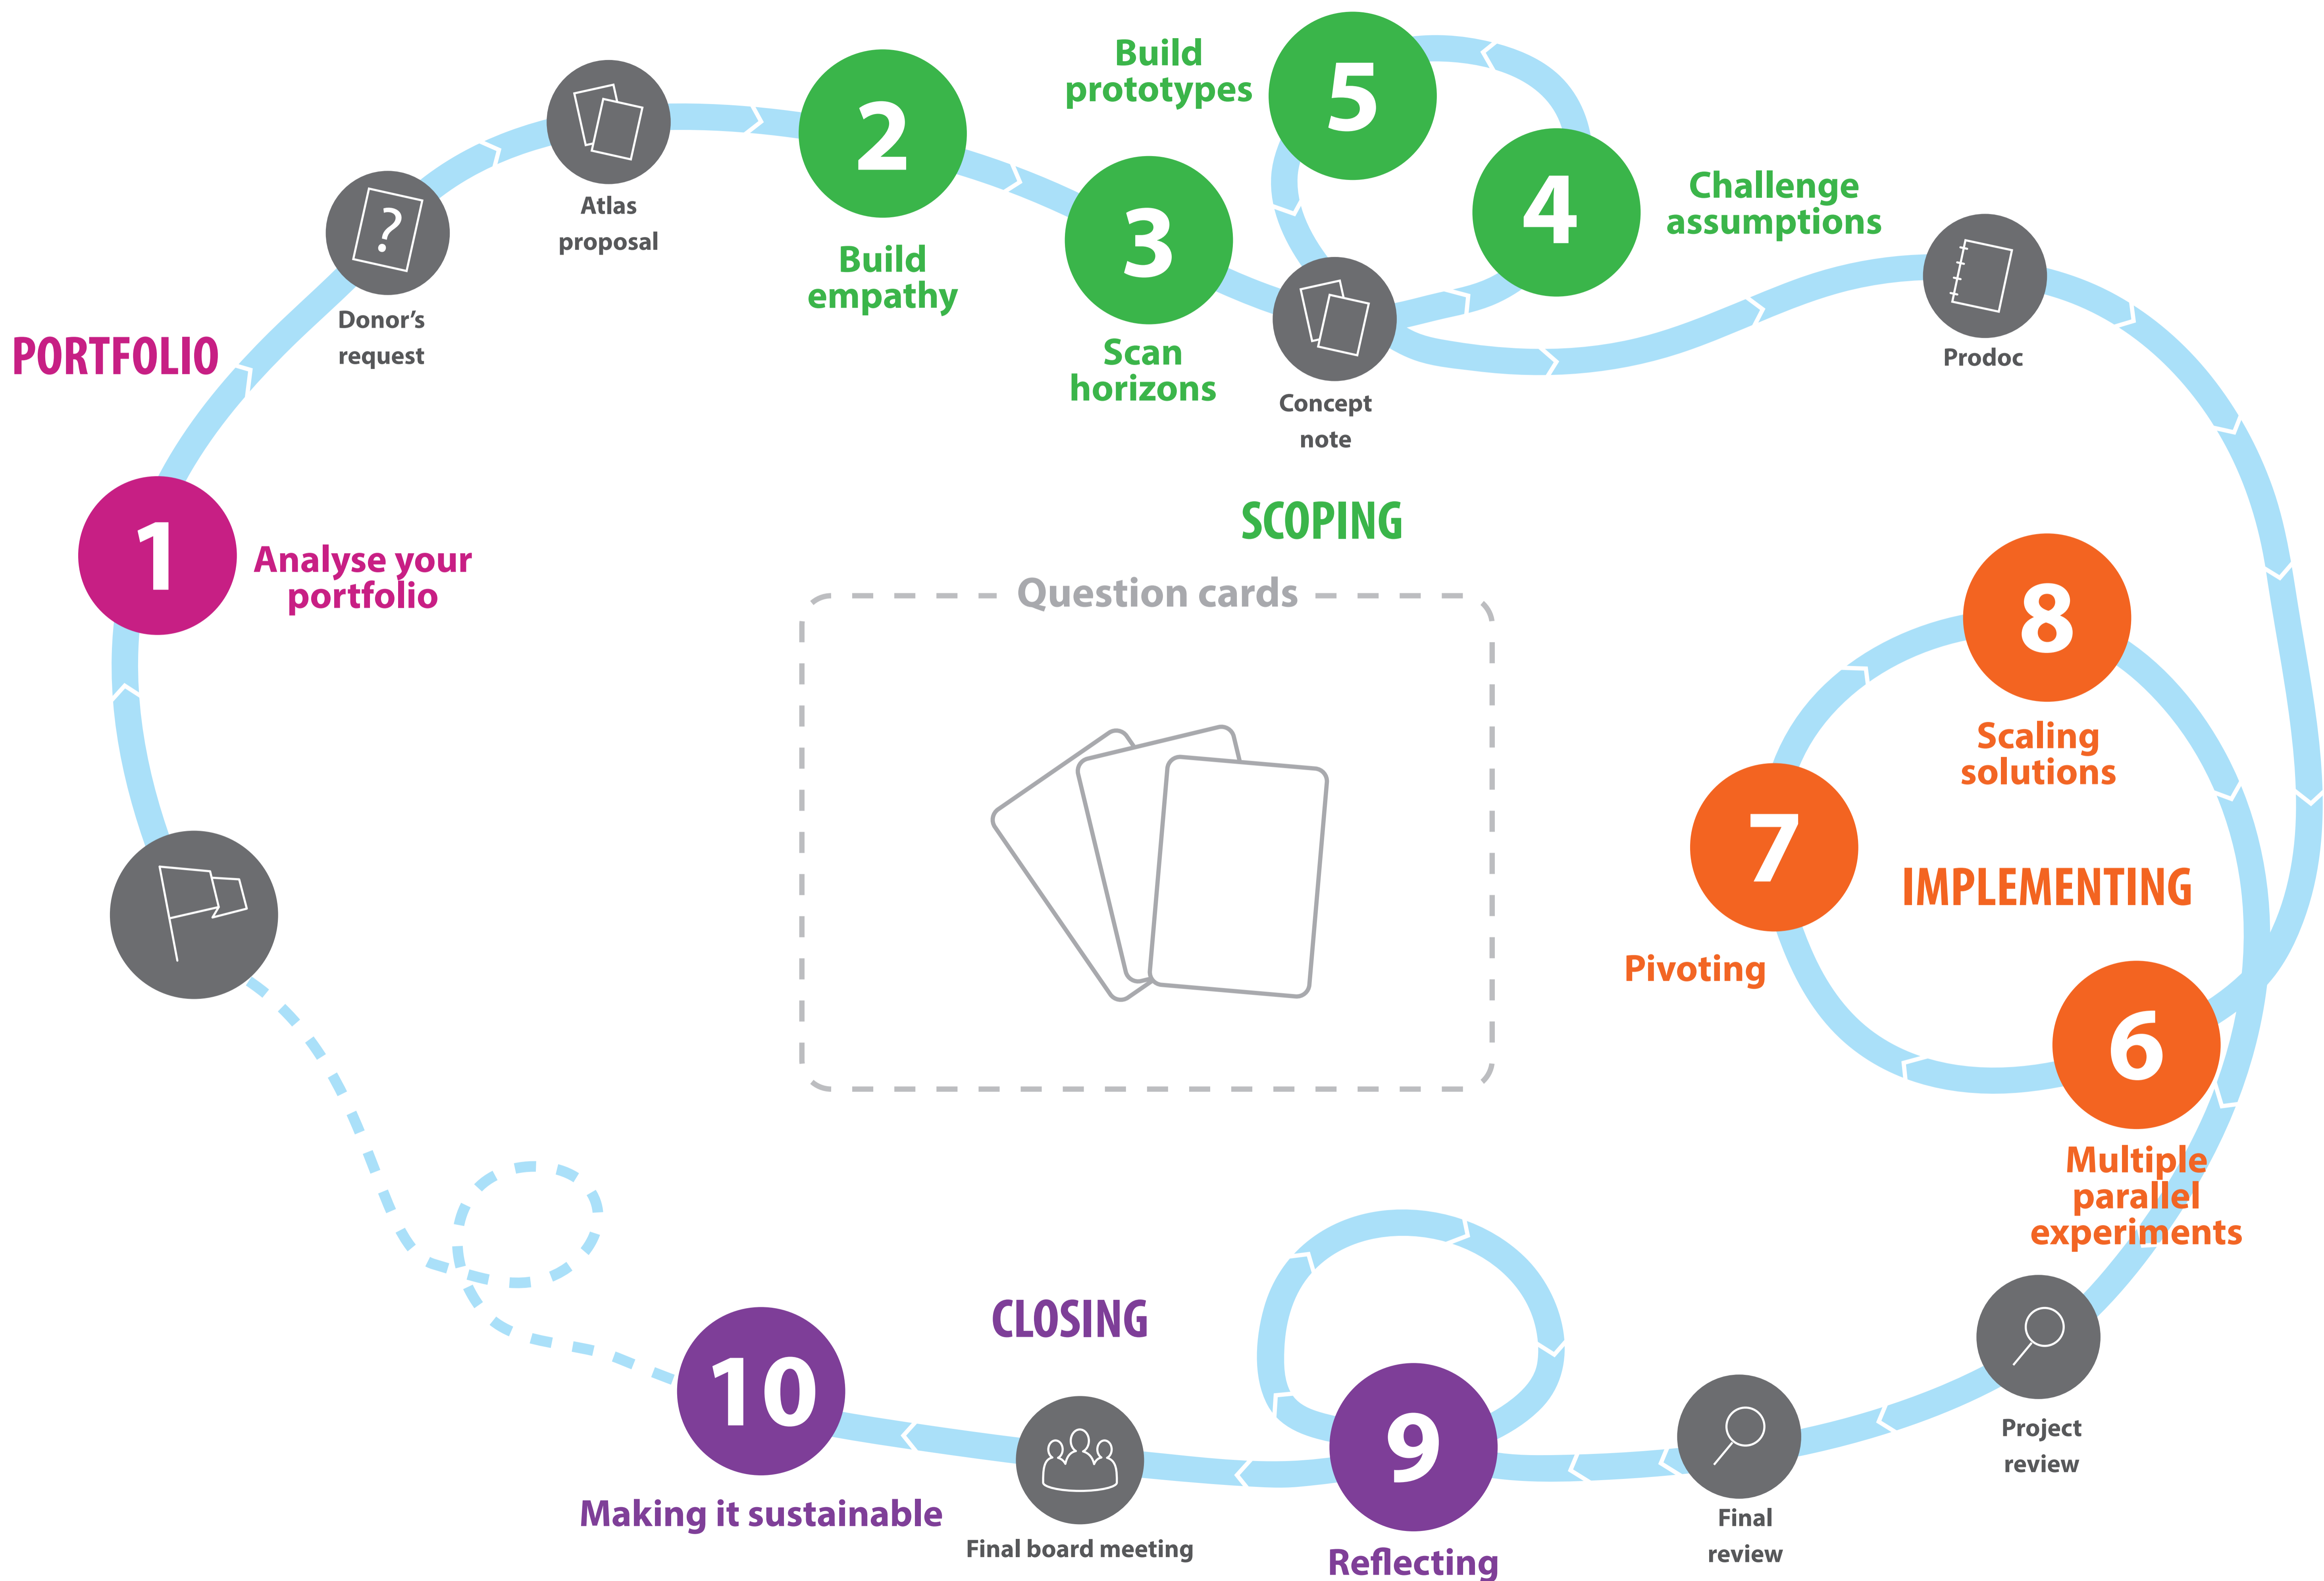 PORTFOLIO
1
Analyse your
portfolio
?
Donor's
request
Atlas
proposal
2
Build
empathy
3
Scan
horizons
Concept
note
4
Challenge
assumptions
5
Build
prototypes
SCOPING
Prodoc
Question cards
IMPLEMENTING
6
Multiple
parallel
experiments
7
Pivoting
8
Scaling
solutions
Project
review
Final
review
CLOSING
9
Reflecting
Final board meeting
10
Making it sustainable